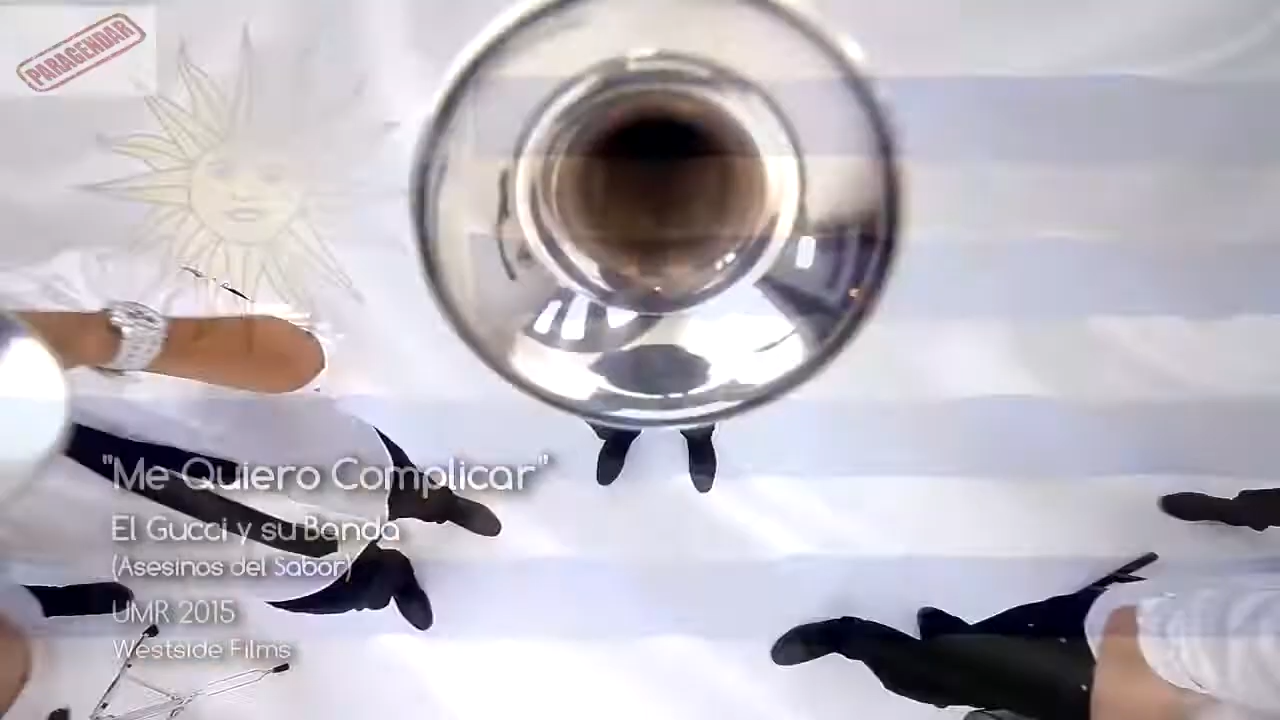 PARAGENDAR
"Me Quiero Complicar"
El Gucci y su Banda
(Asesinos del Sabor)
UMR 2015
Westside Films